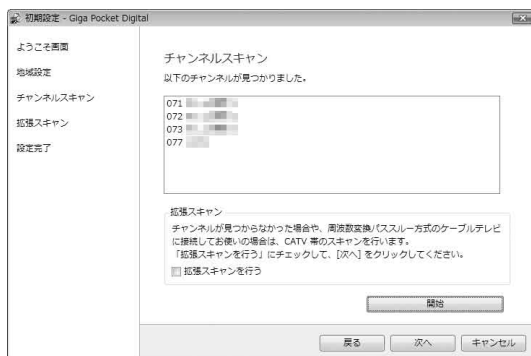 初期設定 - Giga Pocket Digital
ようこそ画面
地域設定
チャンネルスキャン
拡張スキャン
設定完了
チャンネルスキャン
以下のチャンネルが見つかりました。
071
072
073
077
拡張スキャン
チャンネルが見つからなかった場合や、周波数変換パススルー方式のケーブルテレビ
に接続してお使いの場合は、CATV 帯のスキャンを行います。
「拡張スキャンを行う」にチェックして、[次へ] をクリックしてください。
拡張スキャンを行う
開始
戻る
次へ
キャンセル